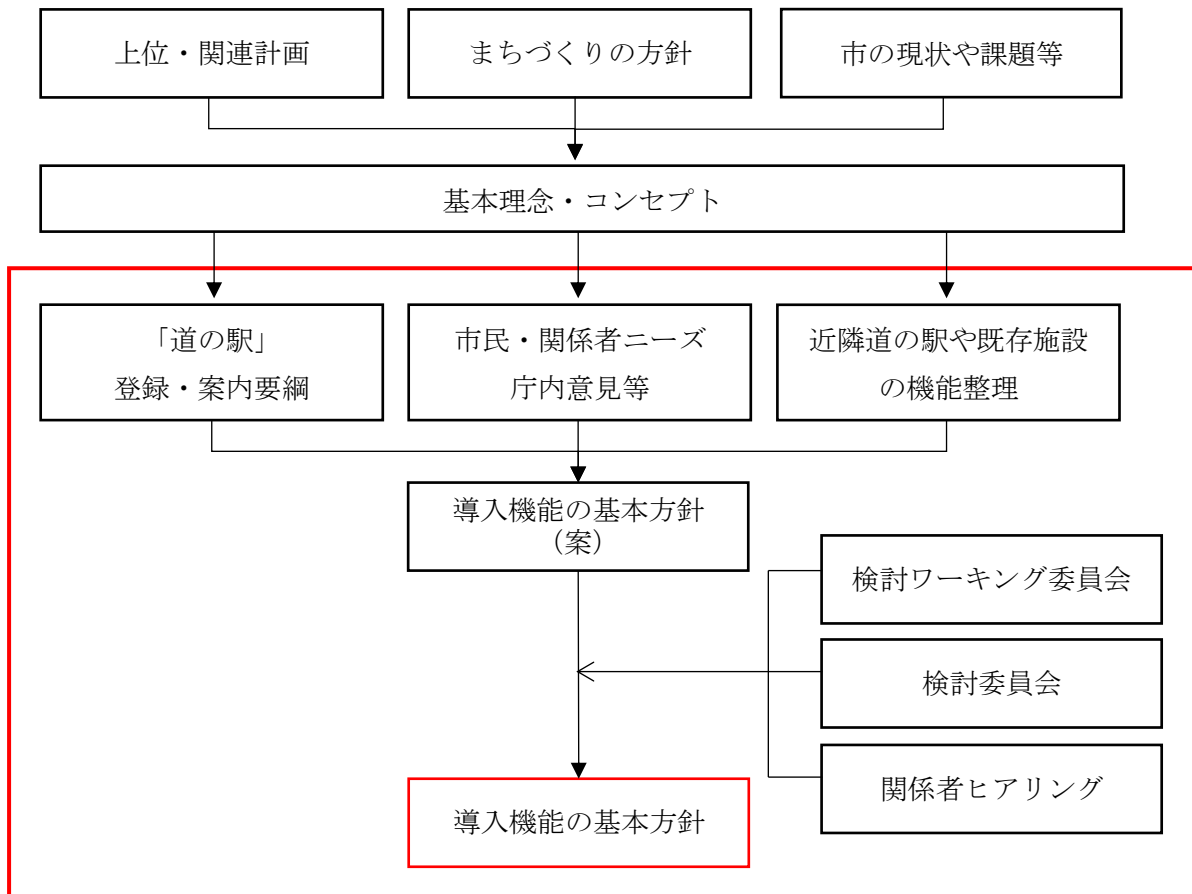 上位・関連計画
まちづくりの方針
市の現状や課題等
基本理念・コンセプト
「道の駅」
登録・案内要綱
市民・関係者ニーズ
庁内意見等
近隣道の駅や既存施設
の機能整理
導入機能の基本方針
（案）
検討ワーキング委員会
検討委員会
関係者ヒアリング
導入機能の基本方針